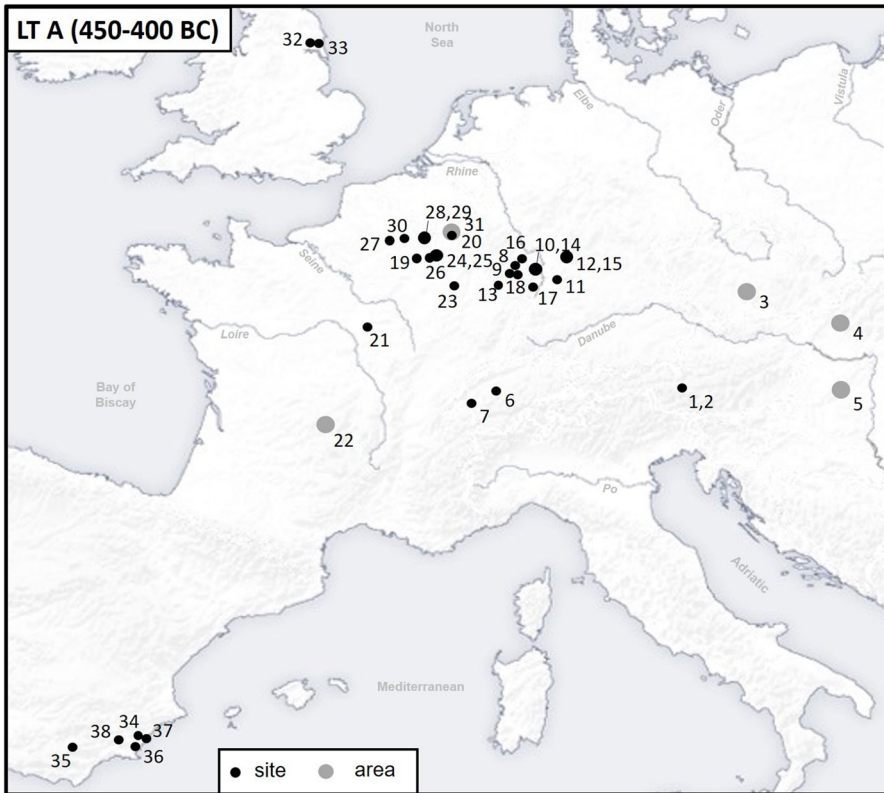 LT A (450-400 BC)
North
Sea
32
33
Elbe
Oder
Vistula
Rhine
28,29
31
30
27
20
16
10,14
8
12,15
19
24,25
9
26
Seine
23
13
18
17
11
3
21
Loire
Danube
4
Bay of
Biscay
6
7
1,2
5
22
Po
Adriatic
Mediterranean
34
38
37
35
36
site
area